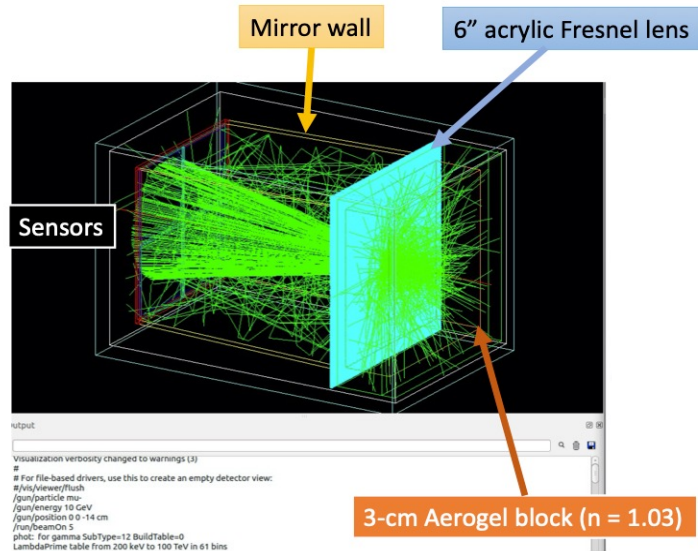 Mirror wall
6” acrylic Fresnel lens
Sensors
utput
Visualization verbosity changed to warnings (3)
#
# For file-based drivers, use this to create an empty detector view:
#/vis/viewer/flush
/gun/particle mu-
/gun/energy 10 GeV
/gun/position 0 0 -14 cm
/run/beamOn 5
phot: for gamma SubType=12 BuildTable=0
LambdaPrime table from 200 keV to 100 TeV in 61 bins
3-cm Aerogel block (n = 1.03)